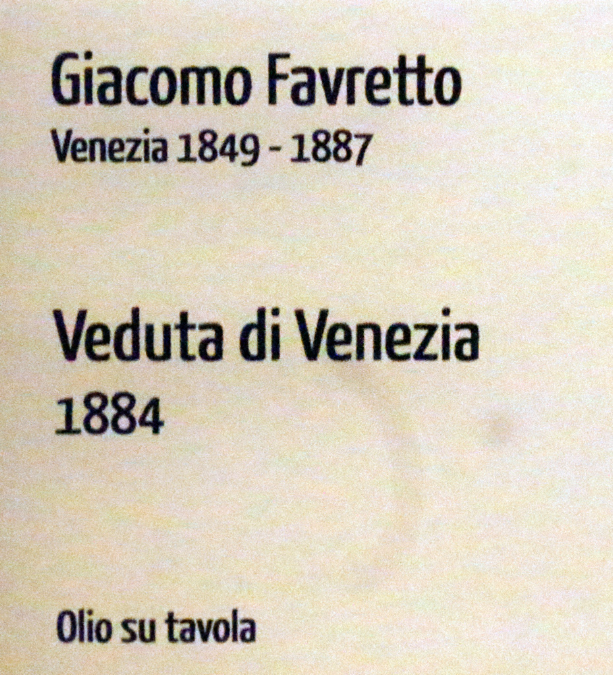 Giacomo Favretto
Venezia 1849 - 1887
Veduta di Venezia
1884
Olio su tavola